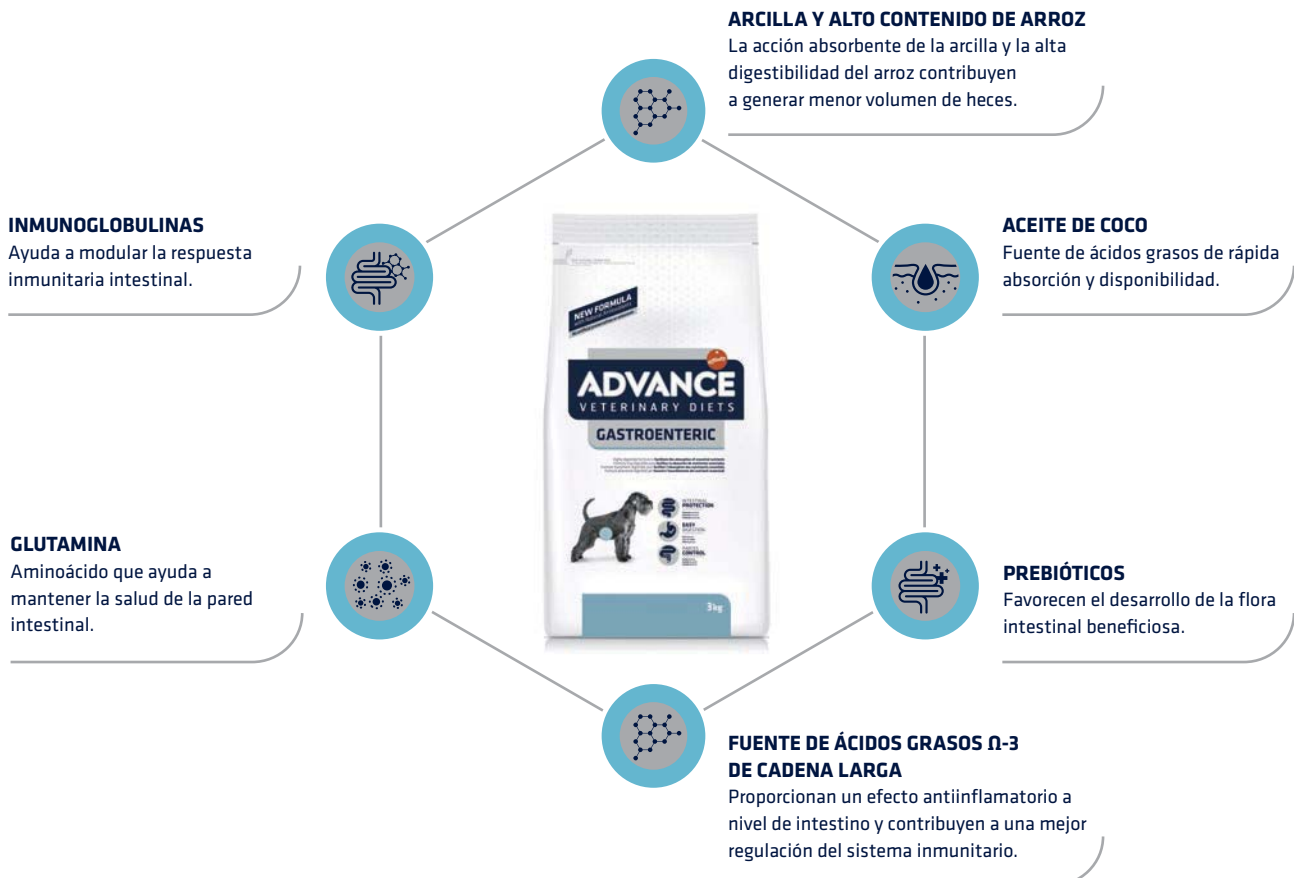 ARCILLA Y ALTO CONTENIDO DE ARROZ
La acción absorbente de la arcilla y la alta
digestibilidad del arroz contribuyen
a generar menor volumen de heces.
INMUNOGLOBULINAS
Ayuda a modular la respuesta
inmunitaria intestinal.
ACEITE DE COCO
Fuente de ácidos grasos de rápida
absorción y disponibilidad.
NEW FORMULA
affinity
ADVANCE
VETERINARY DIETS
GASTROENTERIC
INTESTINAL
PROTECTION
EASY
DIGESTION
CONTROL
3kg
GLUTAMINA
Aminoácido que ayuda a
mantener la salud de la pared
intestinal.
PREBIÓTICOS
Favorecen el desarrollo de la flora
intestinal beneficiosa.
FUENTE DE ÁCIDOS GRASOS Ω-3
DE CADENA LARGA
Proporcionan un efecto antiinflamatorio a
nivel de intestino y contribuyen a una mejor
regulación del sistema inmunitario.